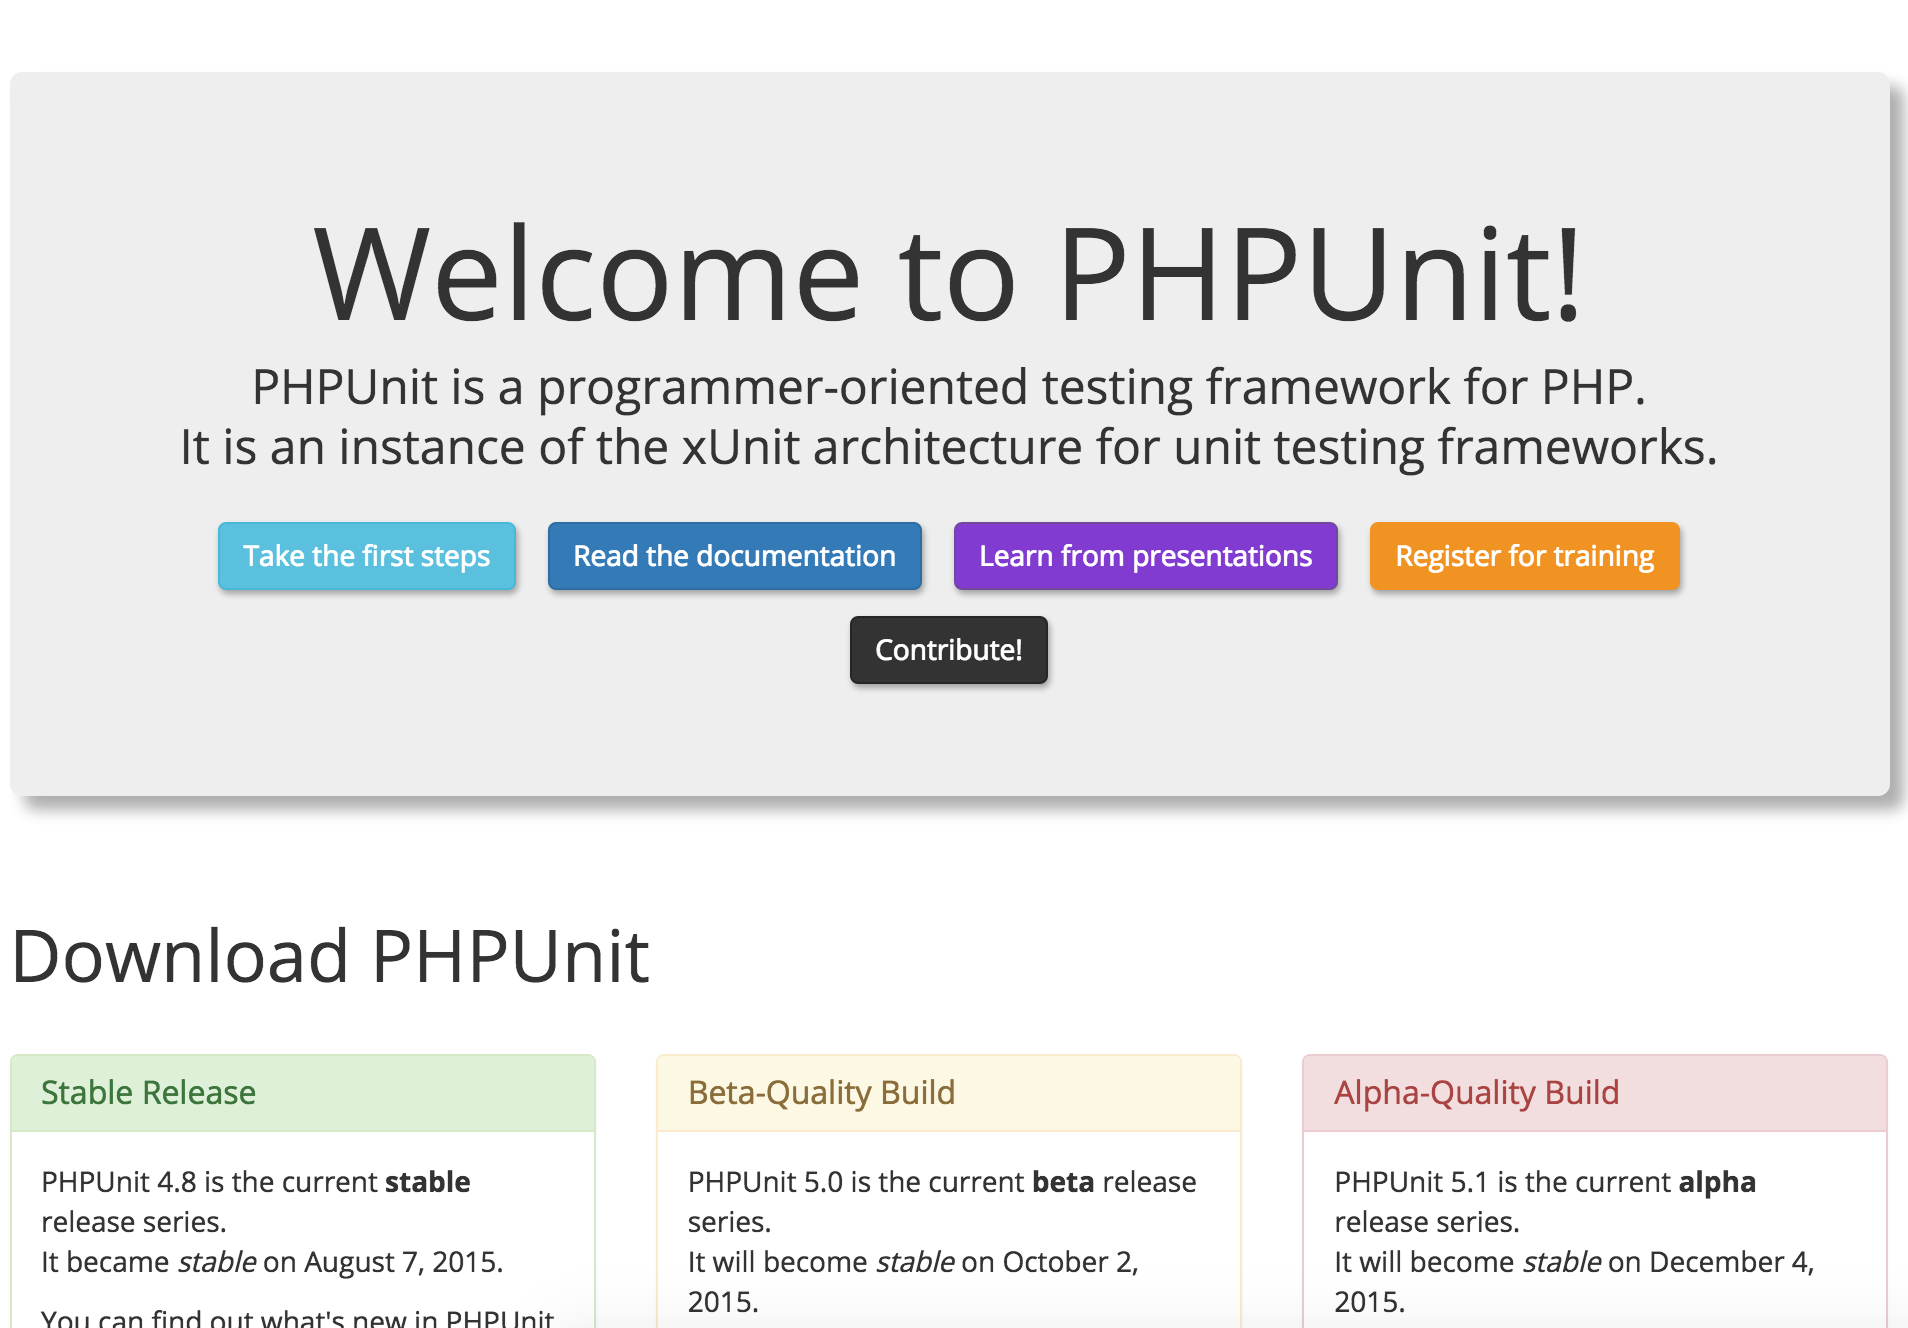 Welcome to PHPUnit!
PHPUnit is a programmer-oriented testing framework for PHP.
It is an instance of the xUnit architecture for unit testing frameworks.
Take the first steps
Read the documentation
Learn from presentations
Register for training
Contribute!
Download PHPUnit
Stable Release
PHPUnit 4.8 is the current stable
release series.
It became stable on August 7, 2015.
You can find out what's new in PHPUnit
Beta-Quality Build
PHPUnit 5.0 is the current beta release
series.
It will become stable on October 2,
2015.
Alpha-Quality Build
PHPUnit 5.1 is the current alpha
release series.
It will become stable on December 4,
2015.